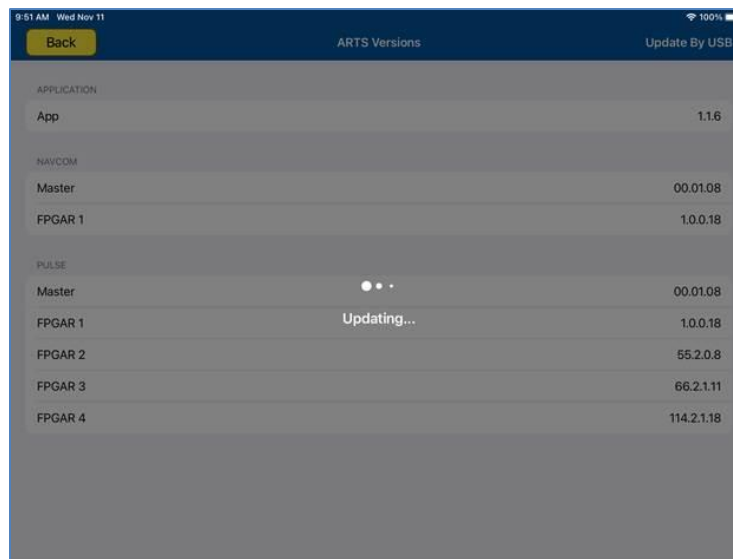 9:51 AM Wed Nov 11 100%
Back ARTS Versions Update By USB
APPLICATION
App 1.1.6
NAVCOM
Master 00.01.08
FPGAR 1 1.0.0.18
PULSE
Master 00.01.08
FPGAR 1 1.0.0.18
FPGAR 2 55.2.0.8
FPGAR 3 66.2.1.11
FPGAR 4 114.2.1.18
Updating...